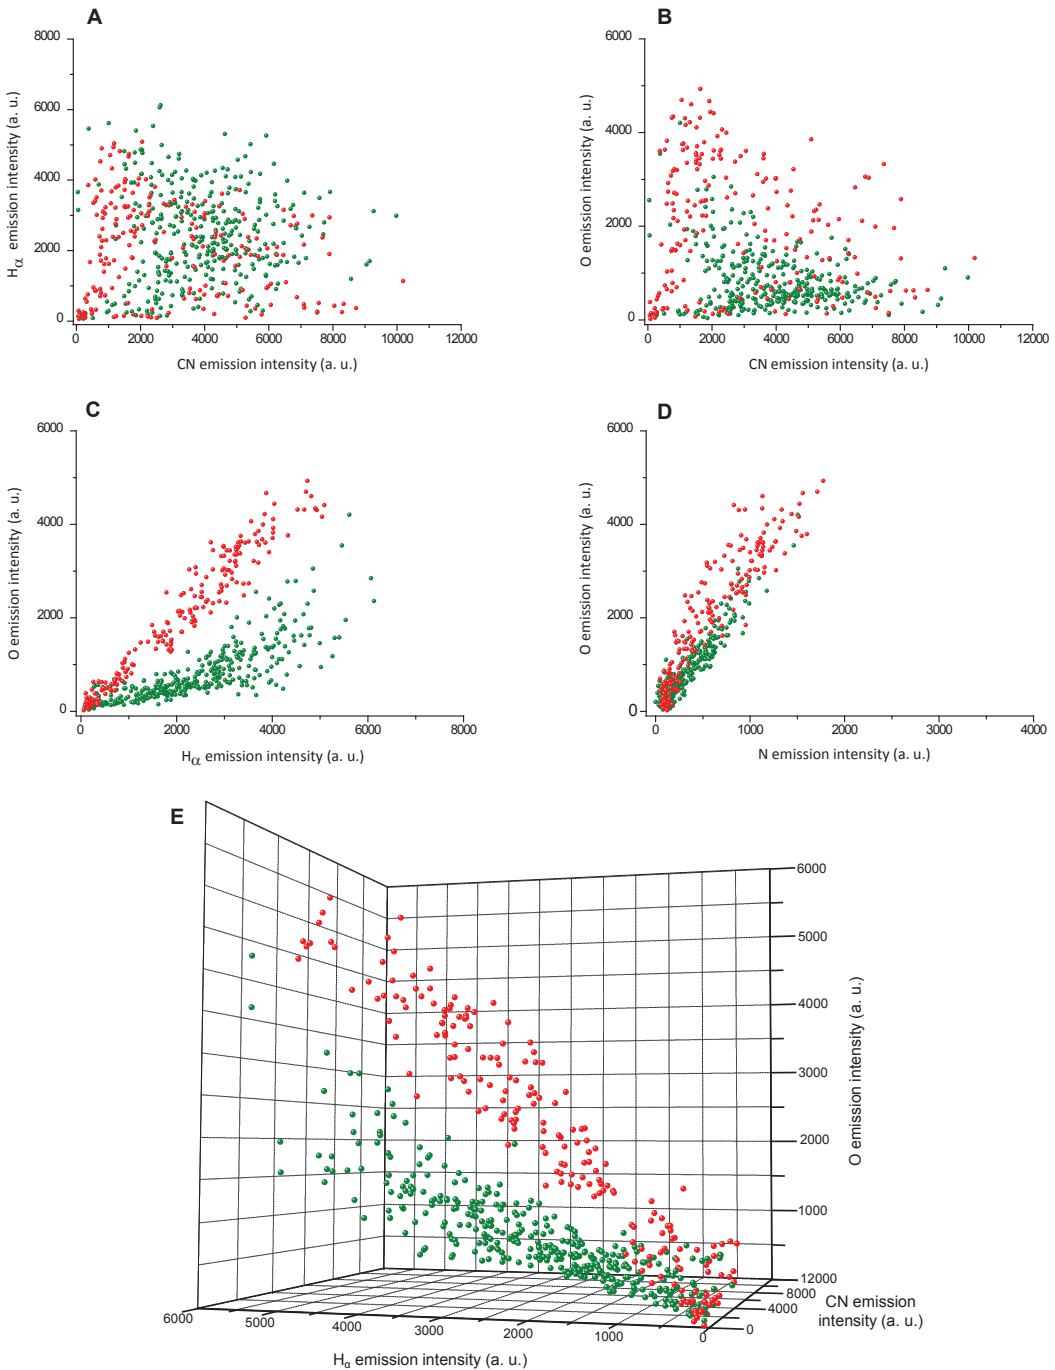 A
8000
6000
4000
2000
0
Hα emission intensity (a. u.)
0 2000 4000 6000 8000 10000 12000
CN emission intensity (a. u.)
B
6000
4000
2000
0
O emission intensity (a. u.)
0 2000 4000 6000 8000 10000 12000
CN emission intensity (a. u.)
C
6000
4000
2000
0
O emission intensity (a. u.)
0 2000 4000 6000 8000
Hα emission intensity (a. u.)
D
6000
4000
2000
0
O emission intensity (a. u.)
0 1000 2000 3000 4000
N emission intensity (a. u.)
E
6000
5000
4000
3000
2000
1000
O emission intensity (a. u.)
12000
8000
4000
0
CN emission
intensity (a. u.)
6000 5000 4000 3000 2000 1000 0
Hα emission intensity (a. u.)